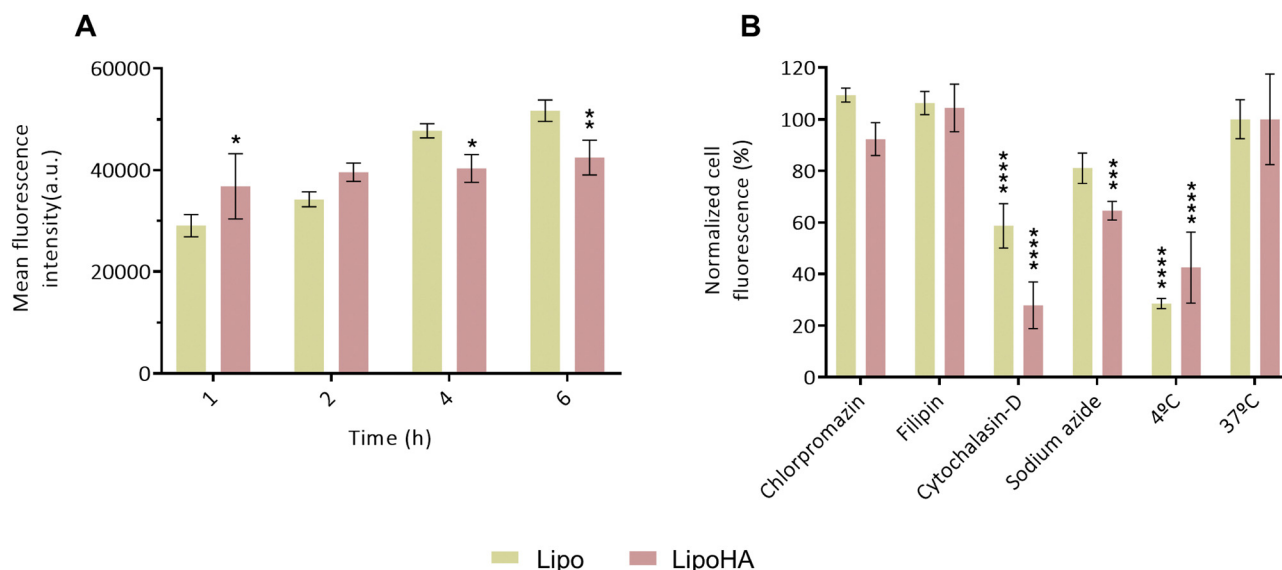 A
Mean fluorescence
intensity(a.u.)
60000
40000
20000
0
*
*
**
1
2
4
6
Time (h)
B
Normalized cell
fluorescence (%)
120
100
80
60
40
20
0
****
****
***
****
****
Chlorpromazin
Filipin
Cytochalasin-D
Sodium azide
4ºC
37ºC
Lipo
LipoHA